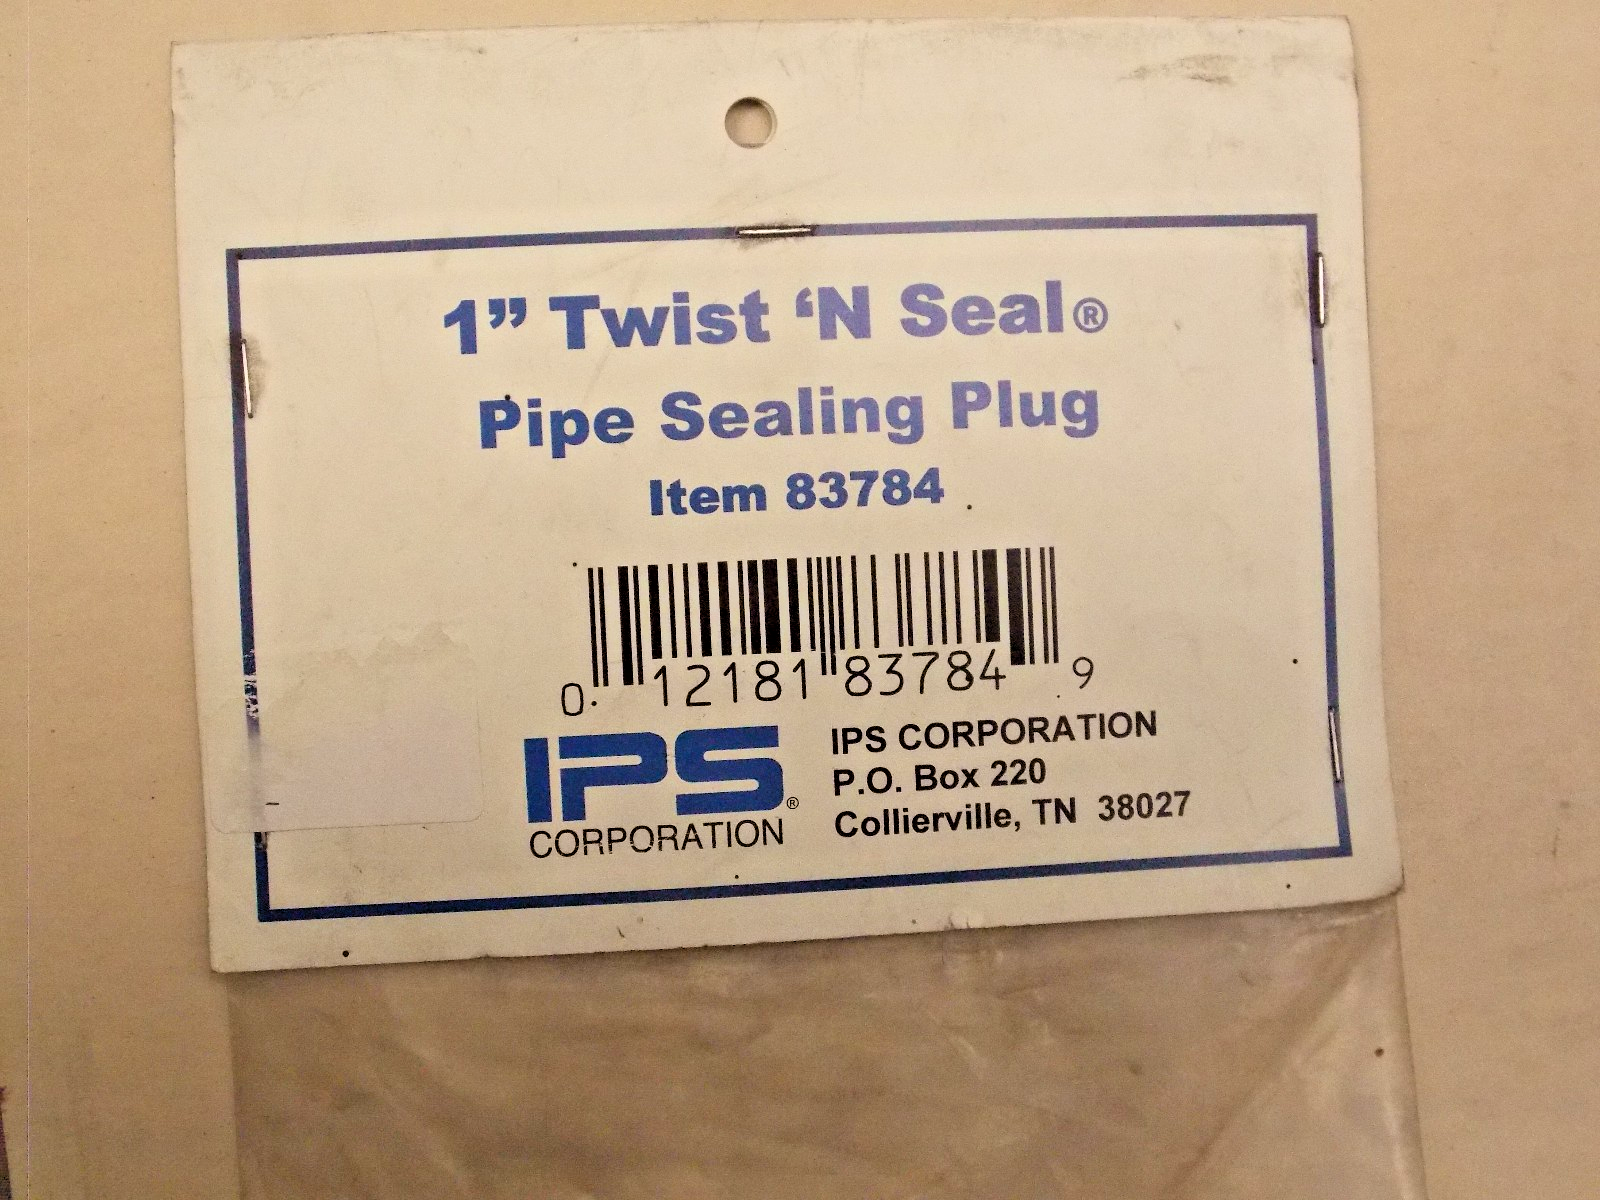 1” Twist ‘N Seal®
Pipe Sealing Plug
Item 83784
0 12181 83784 9
IPS®
CORPORATION
IPS CORPORATION
P.O. Box 220
Collierville, TN 38027